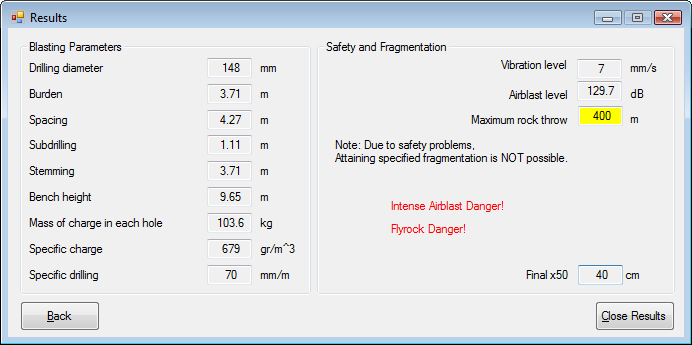 Results
Blasting Parameters
Drilling diameter 148 mm
Burden 3.71 m
Spacing 4.27 m
Subdrilling 1.11 m
Stemming 3.71 m
Bench height 9.65 m
Mass of charge in each hole 103.6 kg
Specific charge 679 gr/m^3
Specific drilling 70 mm/m
Safety and Fragmentation
Vibration level 7 mm/s
Airblast level 129.7 dB
Maximum rock throw 400 m
Note: Due to safety problems,
Attaining specified fragmentation is NOT possible.
Intense Airblast Danger!
Flyrock Danger!
Final x50 40 cm
Back
Close Results